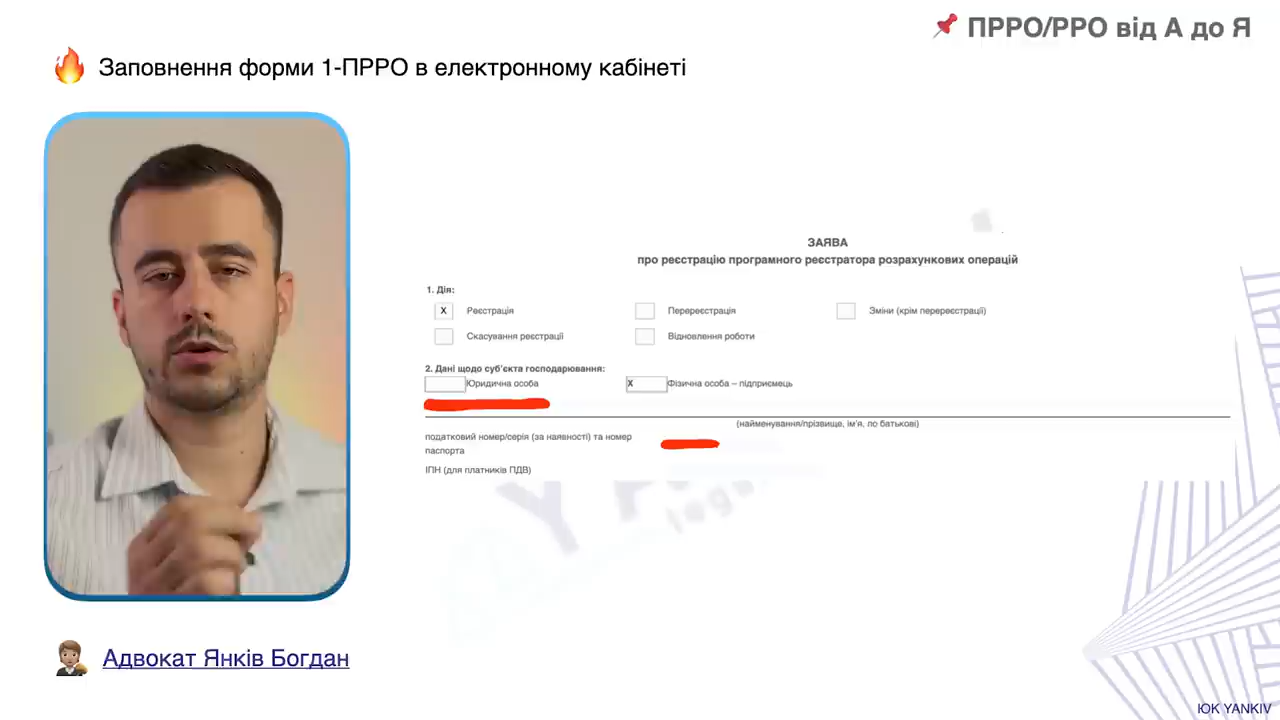 📌 ПРРО/РРО від А до Я
🔥 Заповнення форми 1-ПРРО в електронному кабінеті
ЗАЯВА
про реєстрацію програмного реєстратора розрахункових операцій
1. Дія:
X Реєстрація Перереєстрація Зміни (крім перереєстрації)
Скасування реєстрації Відновлення роботи
2. Дані щодо суб'єкта господарювання:
Юридична особа X Фізична особа – підприємець
(найменування/прізвище, ім'я, по батькові)
податковий номер/серія (за наявності) та номер
паспорта
ІПН (для платників ПДВ)
Адвокат Янків Богдан
ЮК YANKIV